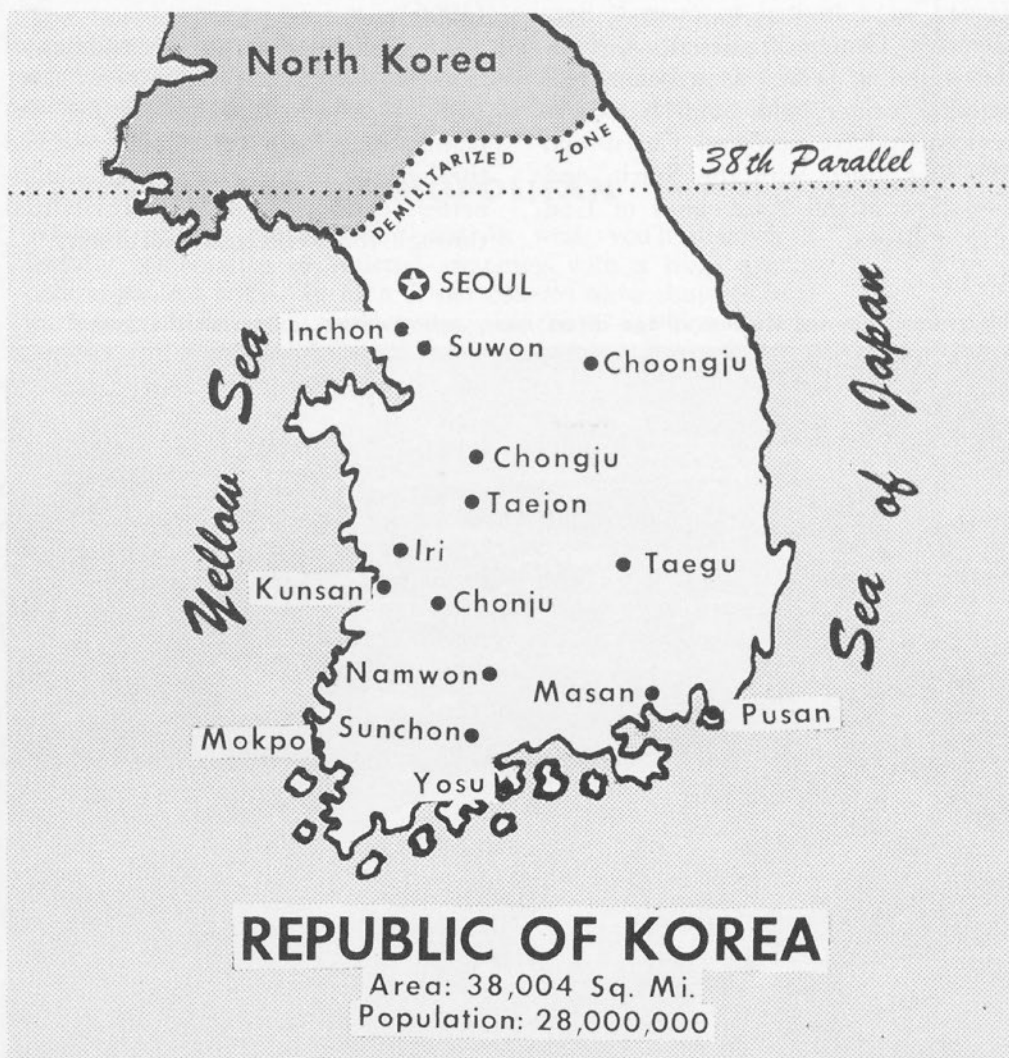 North Korea
DEMILITARIZED ZONE
38th Parallel
SEOUL
Inchon
Suwon
Choongju
Yellow Sea
Sea of Japan
Chongju
Taejon
Iri
Taegu
Kunsan
Chonju
Namwon
Masan
Pusan
Sunchon
Mokpo
Yosu
REPUBLIC OF KOREA
Area: 38,004 Sq. Mi.
Population: 28,000,000